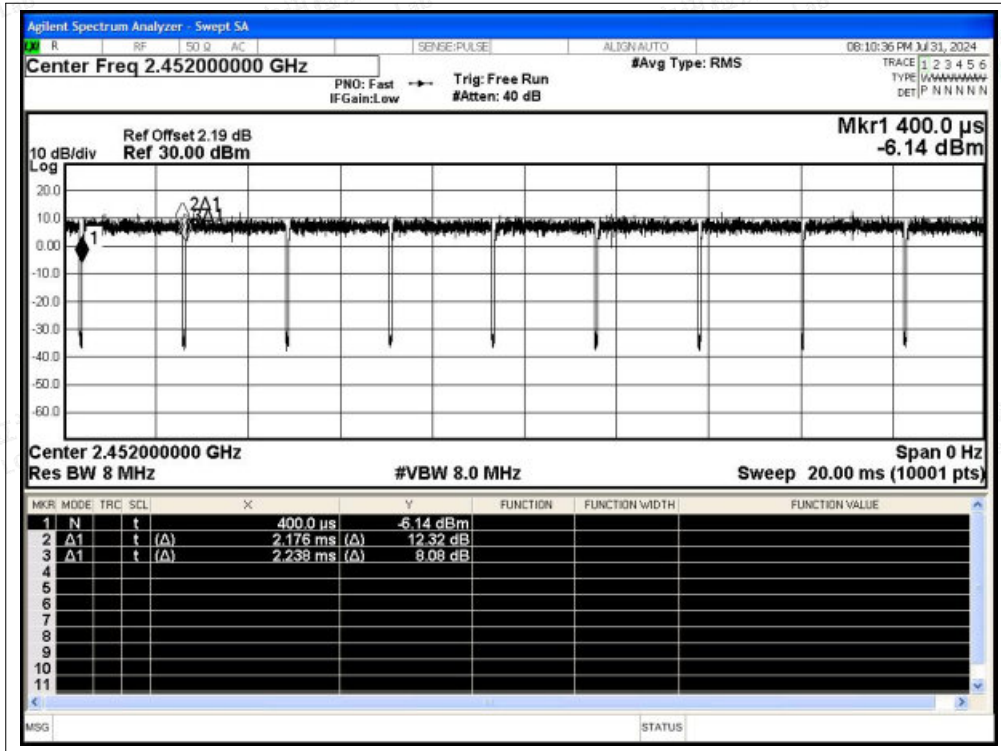 Agilent Spectrum Analyzer - Swept SA
R RF 50 Ω AC SENSE:PULSE ALIGN AUTO 08:10:36 PM Jul 31, 2024
Center Freq 2.452000000 GHz #Avg Type: RMS TRACE 1 2 3 4 5 6
PNO: Fast Trig: Free Run TYPE
IFGain:Low #Atten: 40 dB DET P N N N N N
Mkr1 400.0 µs
Ref Offset 2.19 dB
10 dB/div Ref 30.00 dBm -6.14 dBm
Log
20.0
2Δ1
10.0
1
0.00
-10.0
-20.0
-30.0
-40.0
-50.0
-60.0
Center 2.452000000 GHz Span 0 Hz
Res BW 8 MHz #VBW 8.0 MHz Sweep 20.00 ms (10001 pts)
MKR MODE TRC SCL X Y FUNCTION FUNCTION WIDTH FUNCTION VALUE
1 N t 400.0 µs -6.14 dBm
2 Δ1 t (Δ) 2.176 ms (Δ) 12.32 dB
3 Δ1 t (Δ) 2.238 ms (Δ) 8.08 dB
4
5
6
7
8
9
10
11
MSG STATUS